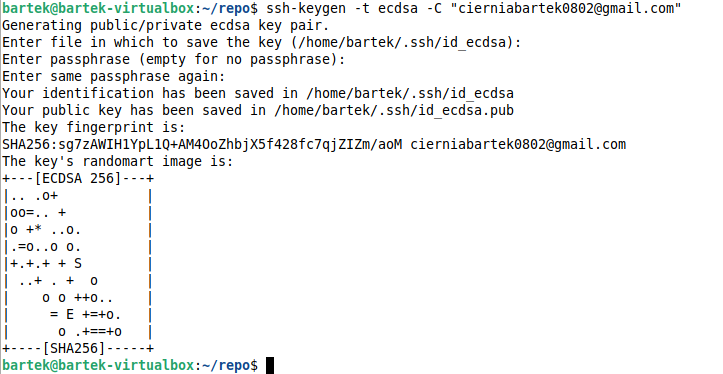 bartek@bartek-virtualbox:~/repo$ ssh-keygen -t ecdsa -C "cierniabartek0802@gmail.com"
Generating public/private ecdsa key pair.
Enter file in which to save the key (/home/bartek/.ssh/id_ecdsa):
Enter passphrase (empty for no passphrase):
Enter same passphrase again:
Your identification has been saved in /home/bartek/.ssh/id_ecdsa
Your public key has been saved in /home/bartek/.ssh/id_ecdsa.pub
The key fingerprint is:
SHA256:sg7zAWIH1YpL1Q+AM4OoZhbjX5f428fc7qjZIZm/aoM cierniabartek0802@gmail.com
The key's randomart image is:
+---[ECDSA 256]---+
|.. .o+           |
|oo=.. +          |
|o +* ..o.        |
|.=o..o o.        |
|+.+.+ + S        |
| ..+ . +  o      |
|    o o ++o..    |
|     = E +=+o.   |
|      o .+==+o   |
+----[SHA256]-----+
bartek@bartek-virtualbox:~/repo$